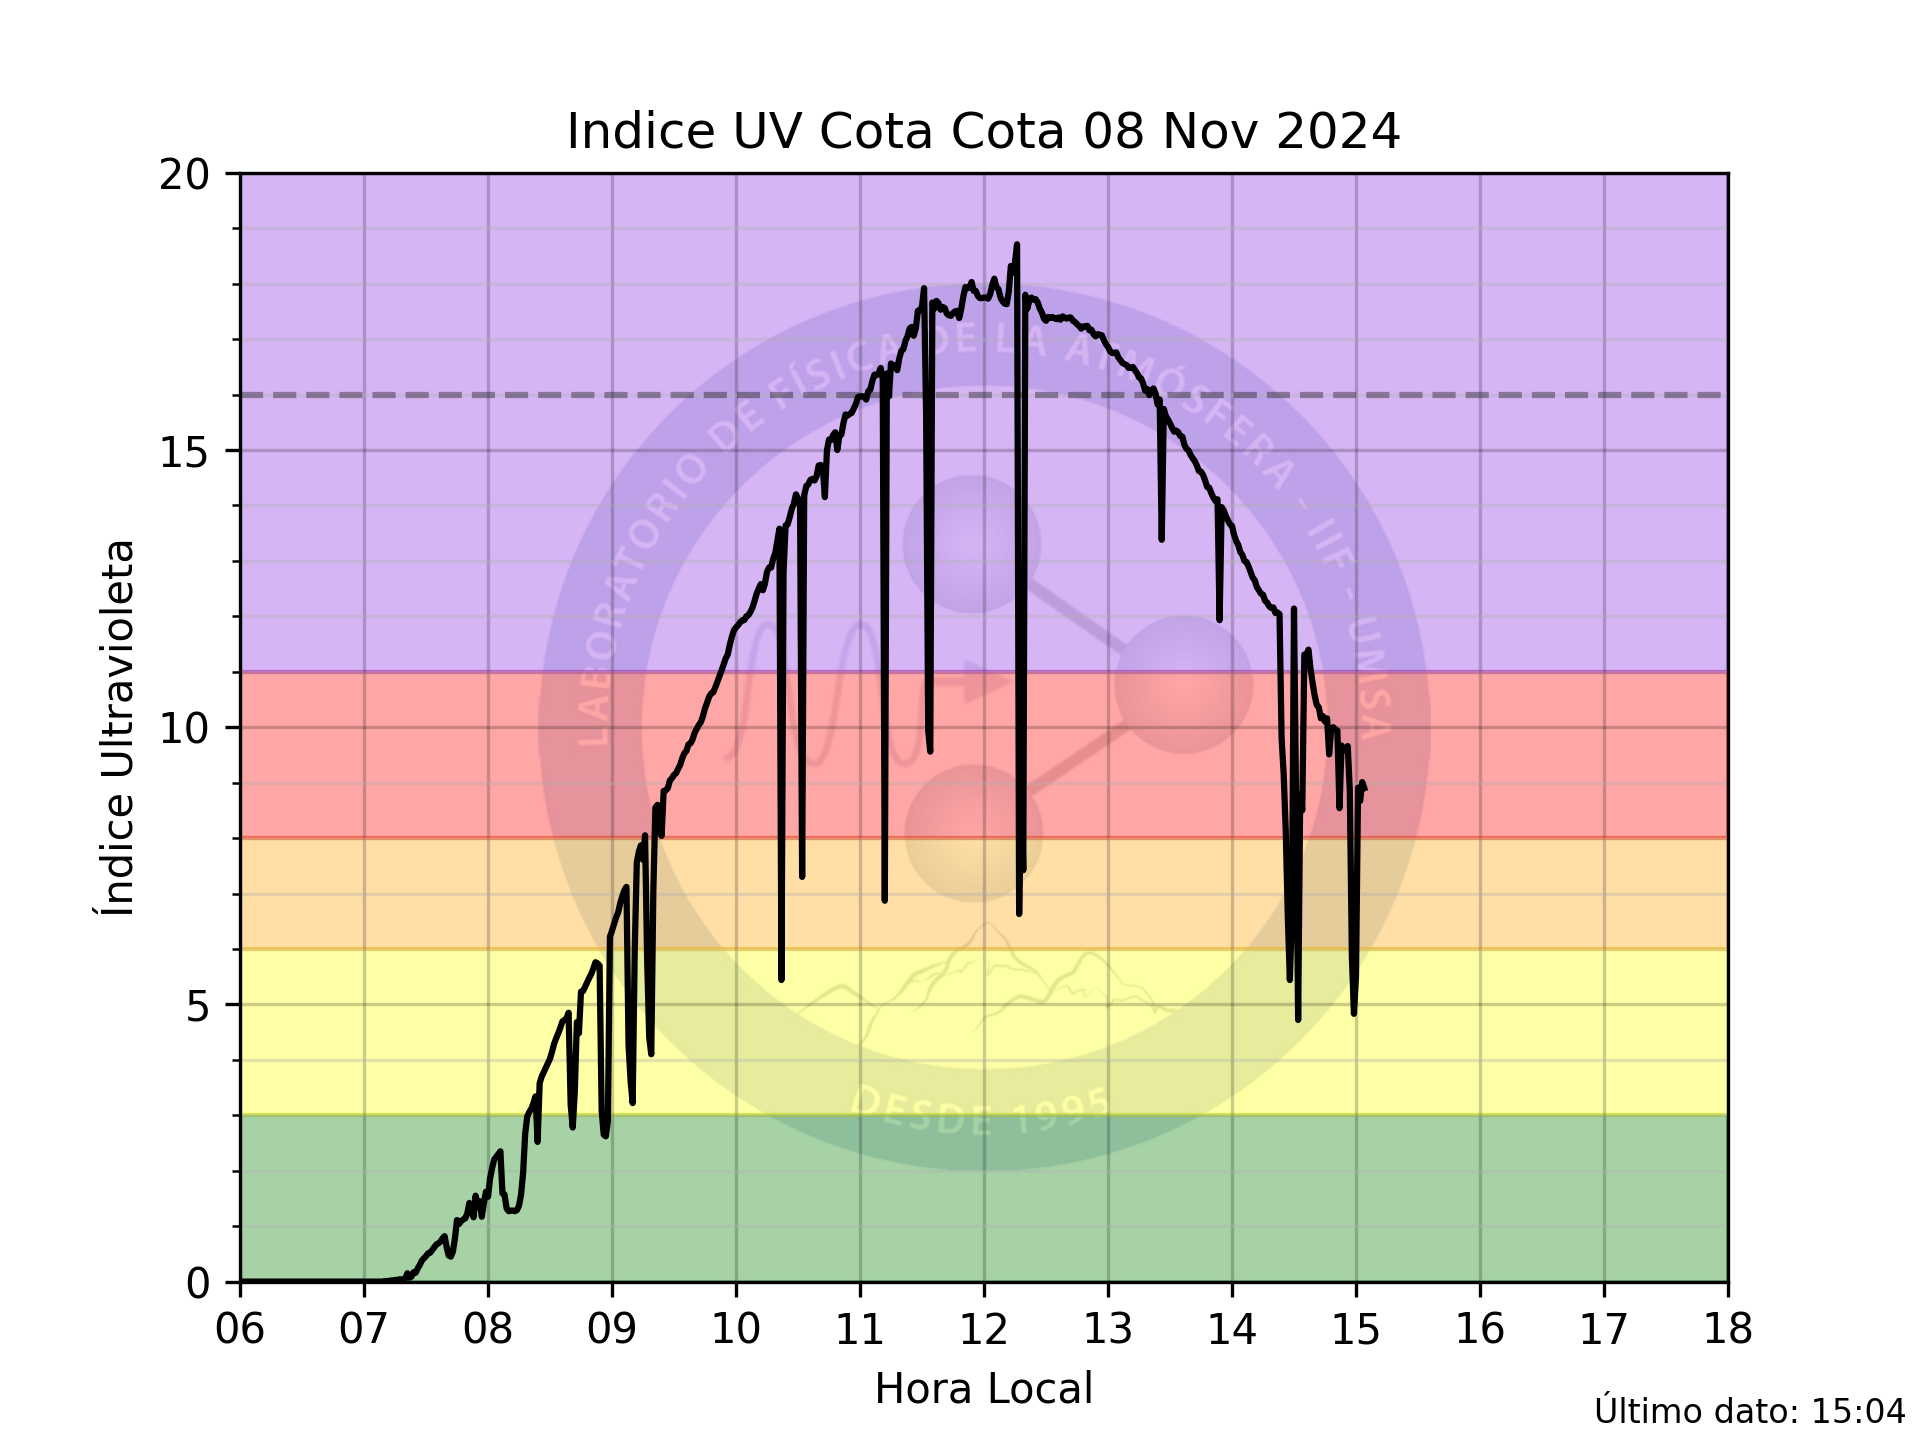 Indice UV Cota Cota 08 Nov 2024
20
15
10
5
0
Índice Ultravioleta
LABORATORIO DE FÍSICA DE LA ATMÓSFERA - IIF - UMSA
DESDE 1995
06 07 08 09 10 11 12 13 14 15 16 17 18
Hora Local
Último dato: 15:04